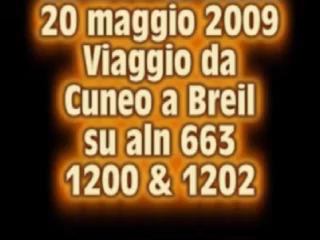 20 maggio 2009
Viaggio da
Cuneo a Breil
su aln 663
1200 & 1202